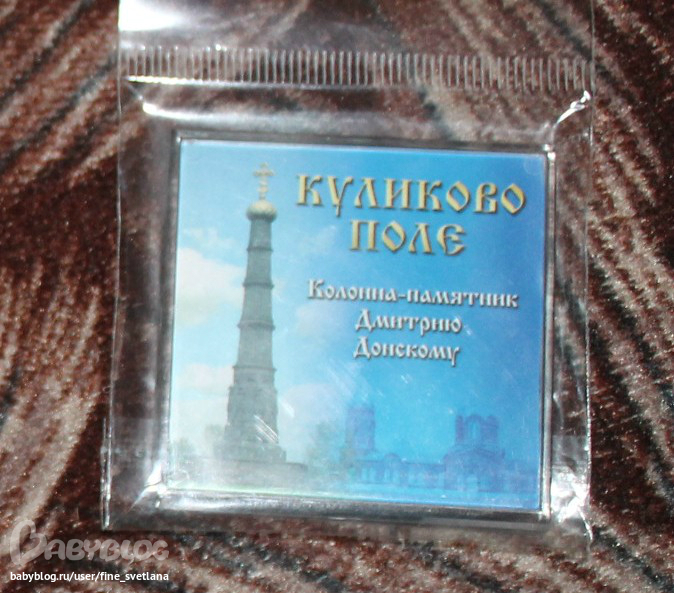 КУЛИКОВО
ПОЛЕ
Колонна-памятник
Дмитрию
Донскому
BABYBLOG
babyblog.ru/user/fine_svetlana